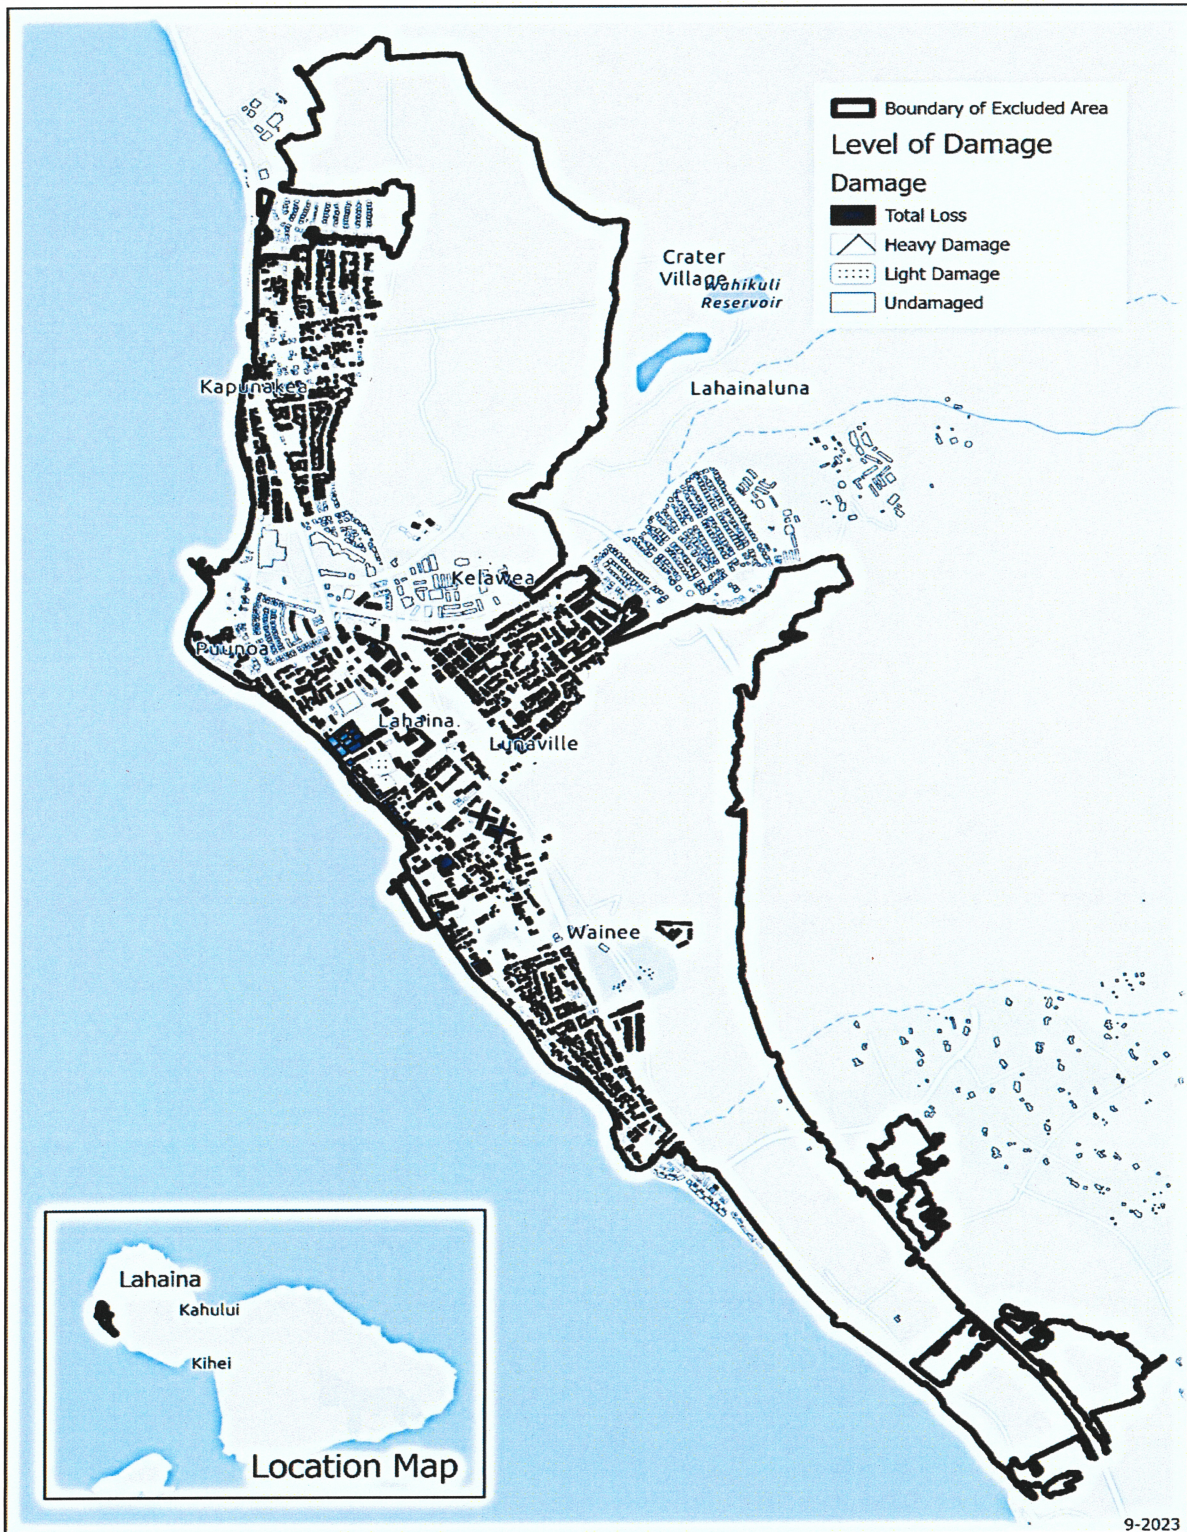 Boundary of Excluded Area
Level of Damage
Damage
Total Loss
Heavy Damage
Light Damage
Undamaged
Crater
Village
Wahikuli
Reservoir
Lahainaluna
Kapunakea
Kelawea
Puunoa
Lahaina
Lunaville
Wainee
Lahaina
Kahului
Kihei
Location Map
9-2023